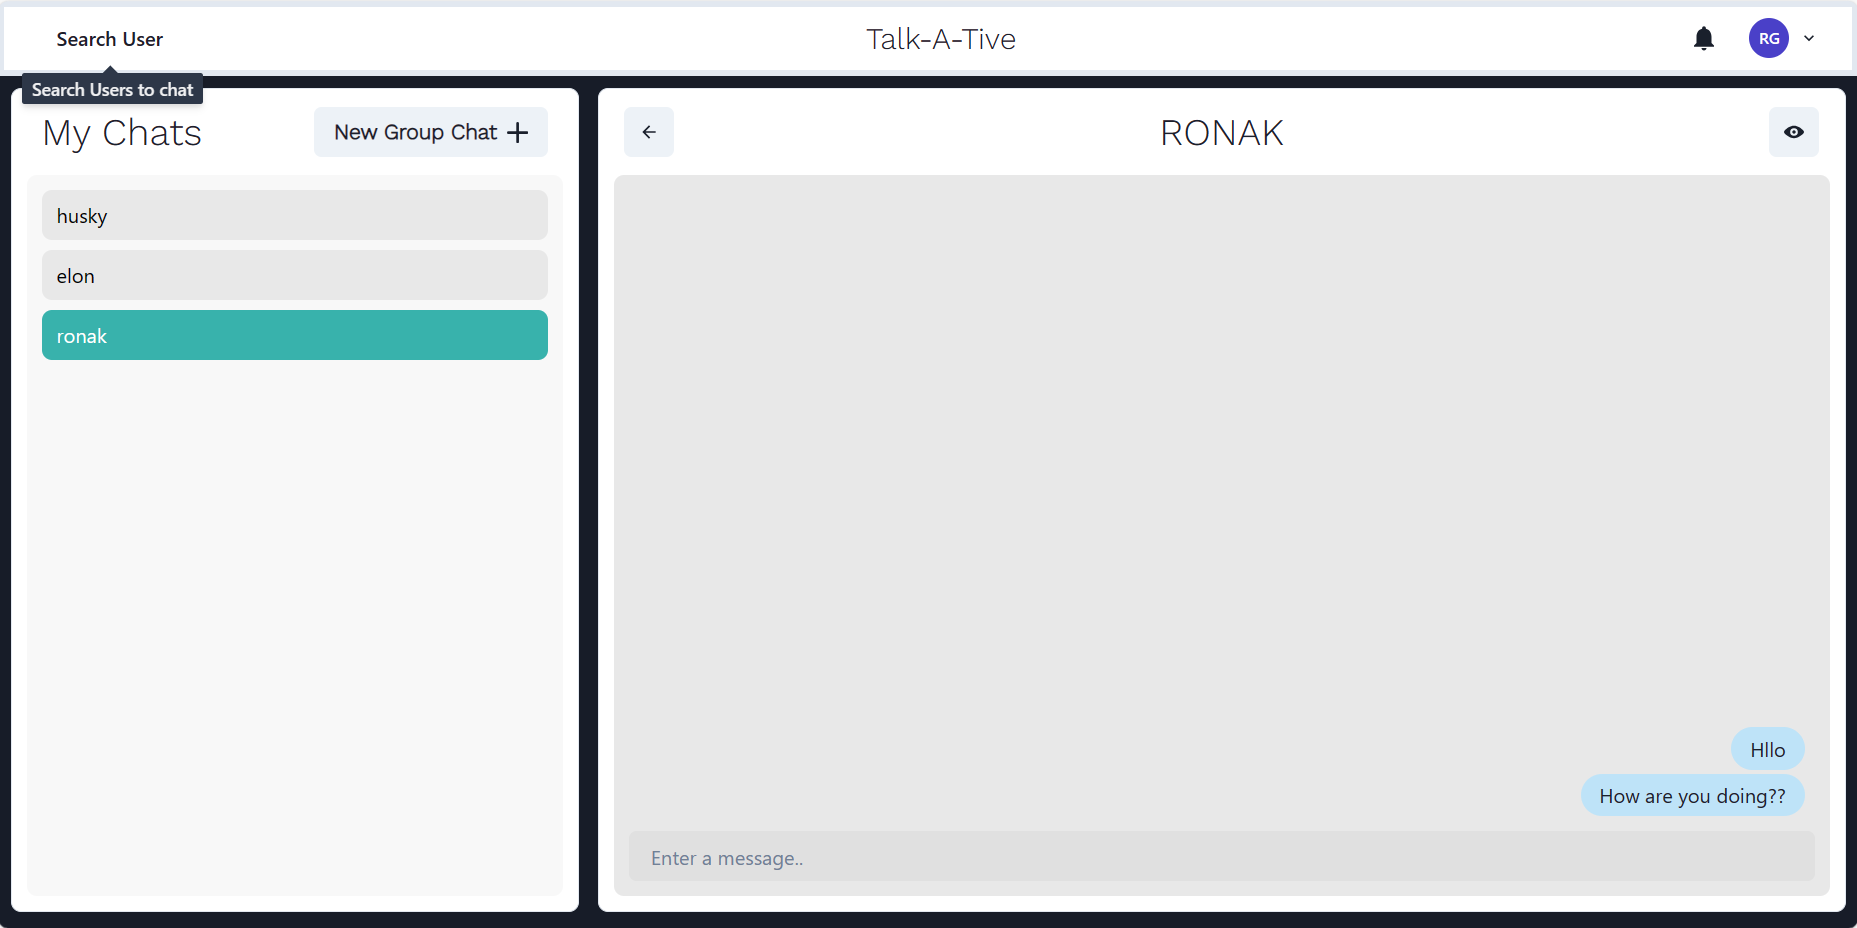 Search User
Talk-A-Tive
RG
Search Users to chat
My Chats
New Group Chat
RONAK
husky
elon
ronak
Hllo
How are you doing??
Enter a message..